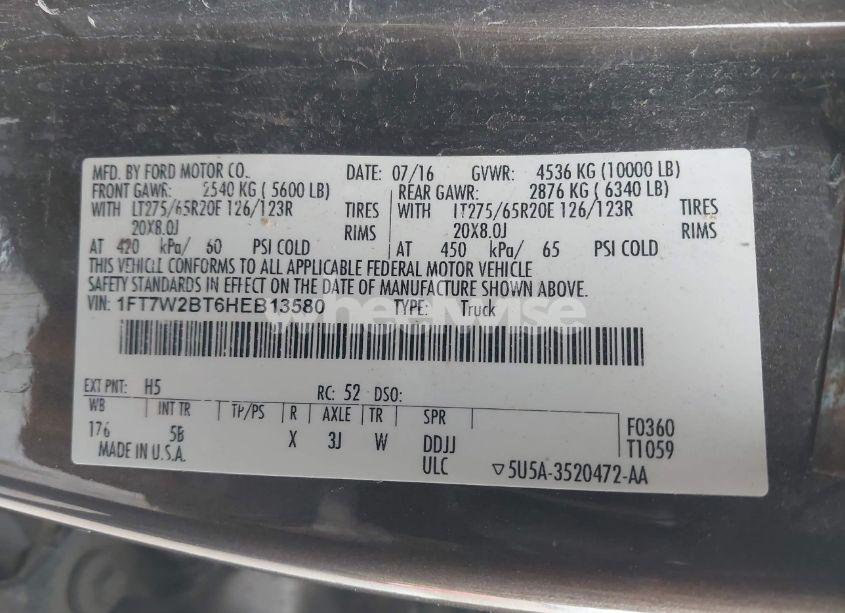 MFD. BY FORD MOTOR CO. DATE: 07/16 GVWR: 4536 KG (10000 LB)
FRONT GAWR: 2540 KG ( 5600 LB) REAR GAWR: 2876 KG ( 6340 LB)
WITH LT275/65R20E 126/123R TIRES WITH LT275/65R20E 126/123R TIRES
20X8.0J RIMS 20X8.0J RIMS
AT 420 kPa/ 60 PSI COLD AT 450 kPa/ 65 PSI COLD
THIS VEHICLE CONFORMS TO ALL APPLICABLE FEDERAL MOTOR VEHICLE
SAFETY STANDARDS IN EFFECT ON THE DATE OF MANUFACTURE SHOWN ABOVE.
VIN: 1FT7W2BT6HEB13580 TYPE: Truck
wheelwise
EXT PNT: H5 RC: 52 DSO:
WB INT TR TP/PS R AXLE TR SPR
176 5B X 3J W DDJJ F0360
MADE IN U.S.A. ULC T1059
▽5U5A-3520472-AA